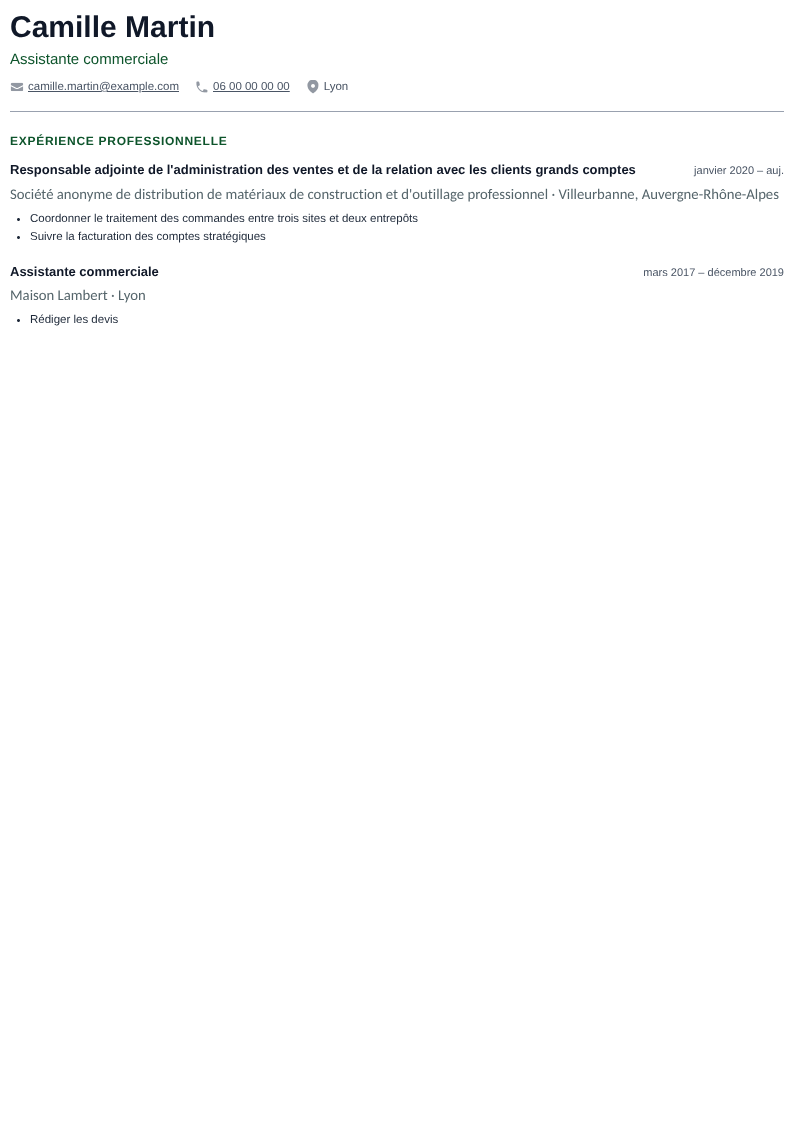 Camille Martin
Assistante commerciale
camille.martin@example.com 06 00 00 00 00 Lyon
EXPÉRIENCE PROFESSIONNELLE
Responsable adjointe de l'administration des ventes et de la relation avec les clients grands comptes janvier 2020 – auj.
Société anonyme de distribution de matériaux de construction et d'outillage professionnel · Villeurbanne, Auvergne-Rhône-Alpes
• Coordonner le traitement des commandes entre trois sites et deux entrepôts
• Suivre la facturation des comptes stratégiques
Assistante commerciale mars 2017 – décembre 2019
Maison Lambert · Lyon
• Rédiger les devis